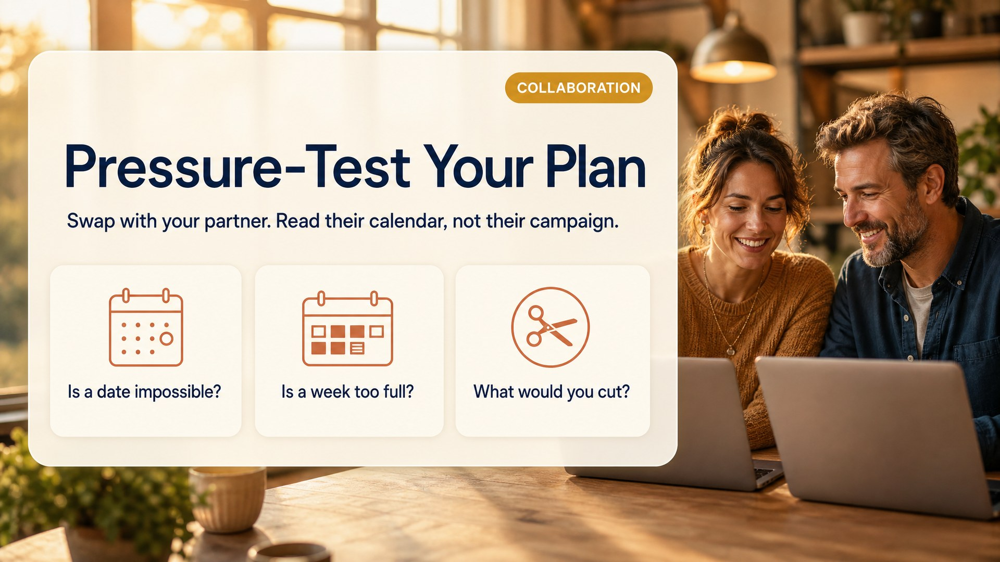 COLLABORATION
Pressure-Test Your Plan
Swap with your partner. Read their calendar, not their campaign.
Is a date impossible?
Is a week too full?
What would you cut?